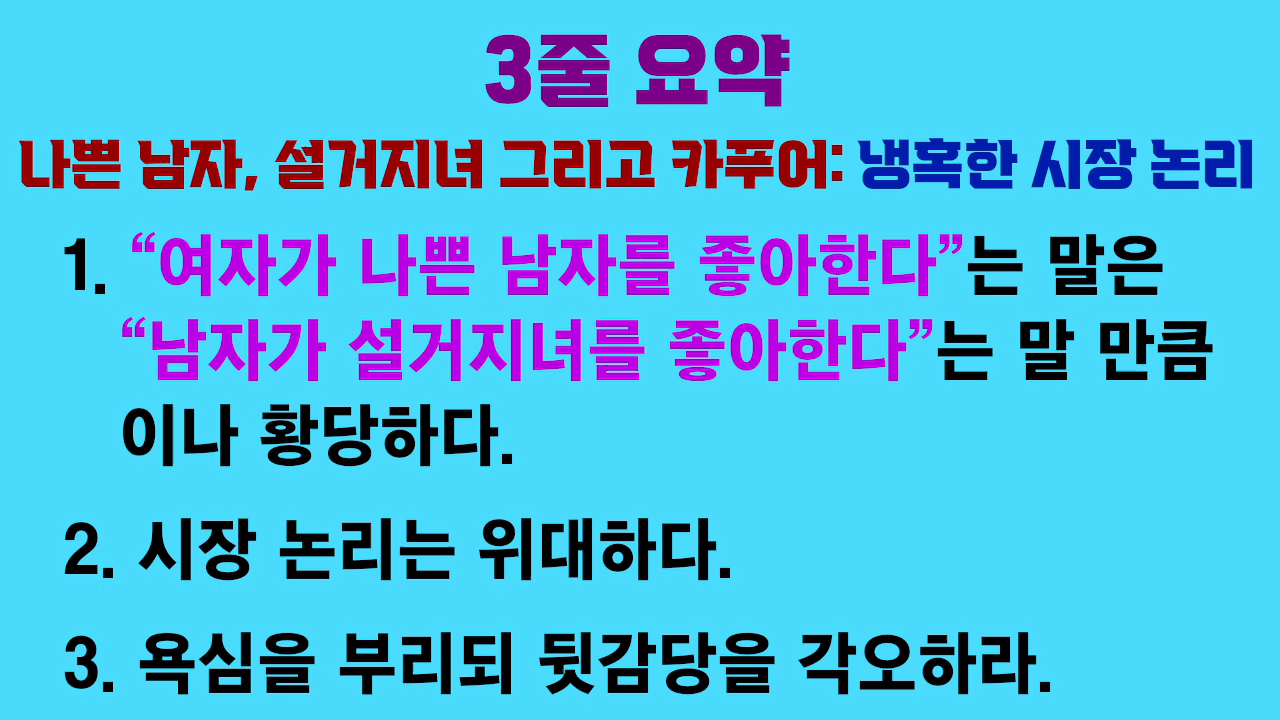 3줄 요약
나쁜 남자, 설거지녀 그리고 카푸어: 냉혹한 시장 논리
1. “여자가 나쁜 남자를 좋아한다”는 말은
“남자가 설거지녀를 좋아한다”는 말 만큼
이나 황당하다.
2. 시장 논리는 위대하다.
3. 욕심을 부리되 뒷감당을 각오하라.